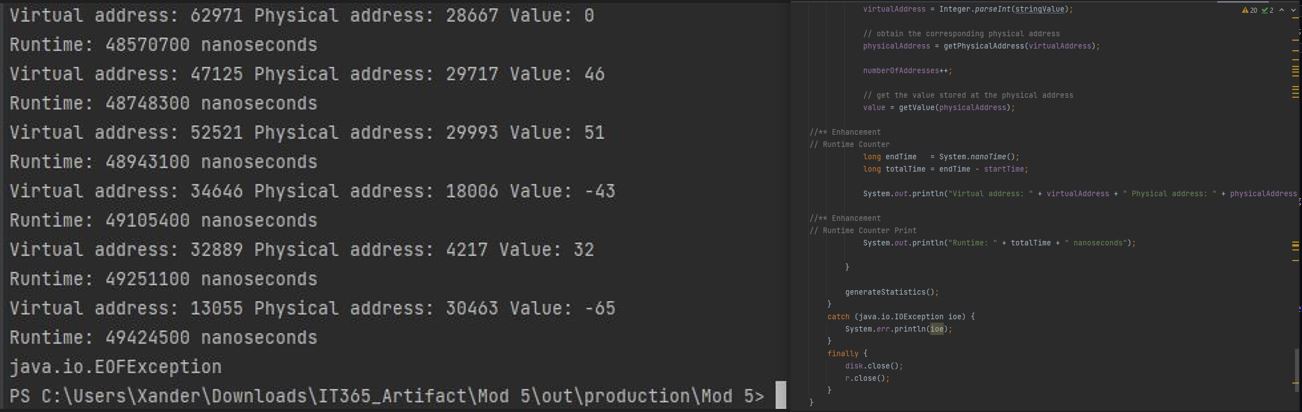 Virtual address: 62971 Physical address: 28667 Value: 0
Runtime: 48570700 nanoseconds
Virtual address: 47125 Physical address: 29717 Value: 46
Runtime: 48748300 nanoseconds
Virtual address: 52521 Physical address: 29993 Value: 51
Runtime: 48943100 nanoseconds
Virtual address: 34646 Physical address: 18006 Value: -43
Runtime: 49105400 nanoseconds
Virtual address: 32889 Physical address: 4217 Value: 32
Runtime: 49251100 nanoseconds
Virtual address: 13055 Physical address: 30463 Value: -65
Runtime: 49424500 nanoseconds
java.io.EOFException
PS C:\Users\Xander\Downloads\IT365_Artifact\Mod 5\out\production\Mod 5>
20 2
virtualAddress = Integer.parseInt(stringValue);
// obtain the corresponding physical address
physicalAddress = getPhysicalAddress(virtualAddress);
numberOfAddresses++;
// get the value stored at the physical address
value = getValue(physicalAddress);
//** Enhancement
// Runtime Counter
long endTime   = System.nanoTime();
long totalTime = endTime - startTime;
System.out.println("Virtual address: " + virtualAddress + " Physical address: " + physicalAddress
//** Enhancement
// Runtime Counter Print
System.out.println("Runtime: " + totalTime + " nanoseconds");
}
generateStatistics();
}
catch (java.io.IOException ioe) {
System.err.println(ioe);
}
finally {
disk.close();
r.close();
}
}